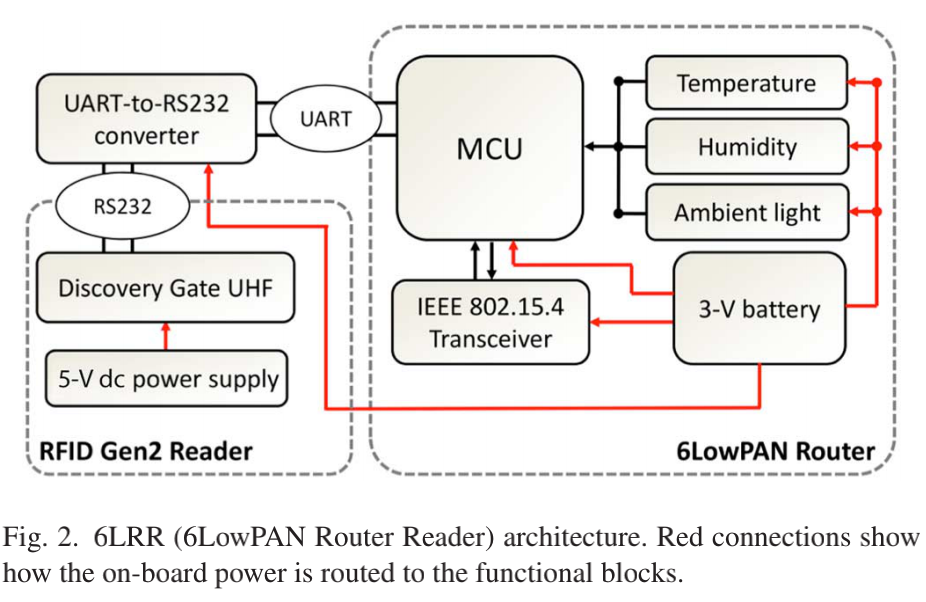 UART-to-RS232
converter
UART
MCU
Temperature
Humidity
Ambient light
RS232
Discovery Gate UHF
IEEE 802.15.4
Transceiver
3-V battery
5-V dc power supply
RFID Gen2 Reader
6LowPAN Router
Fig. 2. 6LRR (6LowPAN Router Reader) architecture. Red connections show
how the on-board power is routed to the functional blocks.